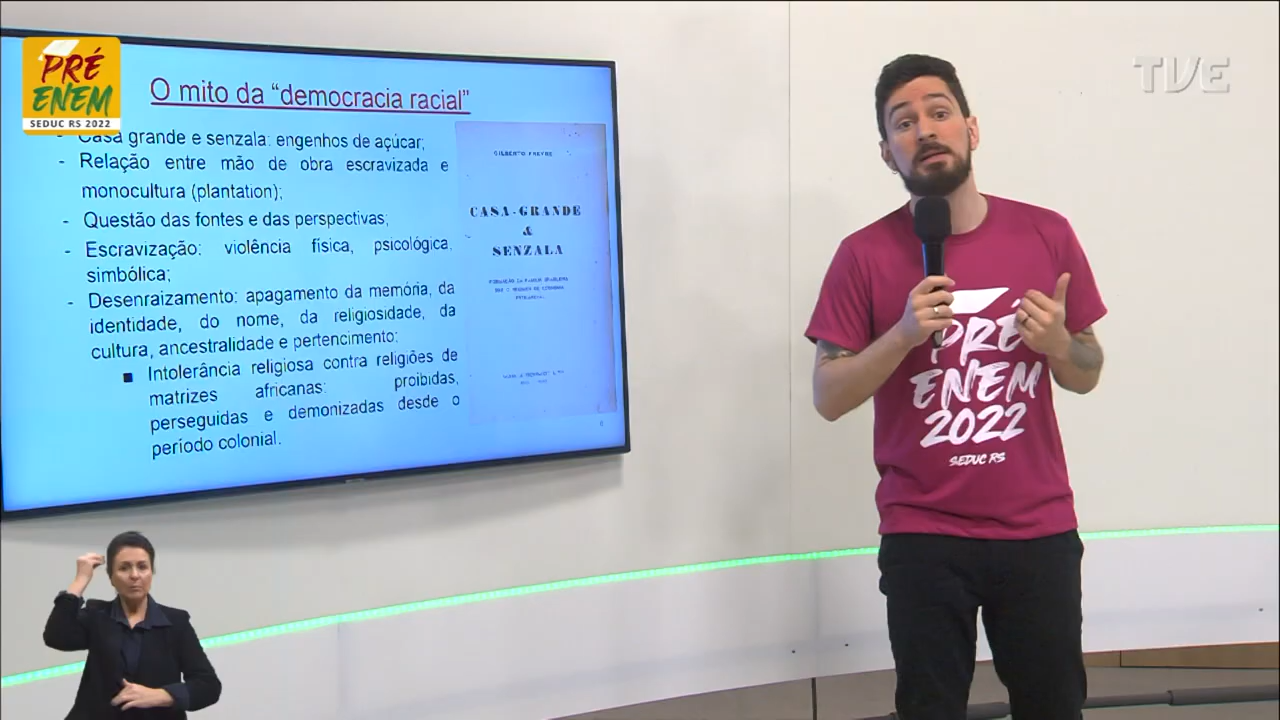 PRÉ
ENEM
SEDUC RS 2022
TVE
O mito da “democracia racial”
- Casa grande e senzala: engenhos de açúcar;
- Relação entre mão de obra escravizada e
monocultura (plantation);
- Questão das fontes e das perspectivas;
- Escravização: violência física, psicológica,
simbólica;
- Desenraizamento: apagamento da memória, da
identidade, do nome, da religiosidade, da
cultura, ancestralidade e pertencimento:
■ Intolerância religiosa contra religiões de
matrizes africanas: proibidas,
perseguidas e demonizadas desde o
período colonial.
GILBERTO FREYRE
CASA-GRANDE
&
SENZALA
PRÉ
ENEM
2022
SEDUC RS